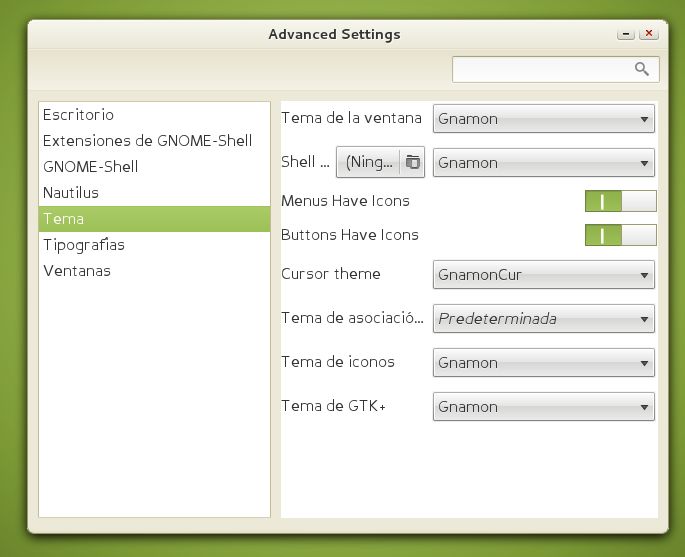 Advanced Settings
Escritorio
Extensiones de GNOME-Shell
GNOME-Shell
Nautilus
Tema
Tipografías
Ventanas
Tema de la ventana Gnamon
Shell ... (Ning... Gnamon
Menus Have Icons
Buttons Have Icons
Cursor theme GnamonCur
Tema de asociació... Predeterminada
Tema de iconos Gnamon
Tema de GTK+ Gnamon